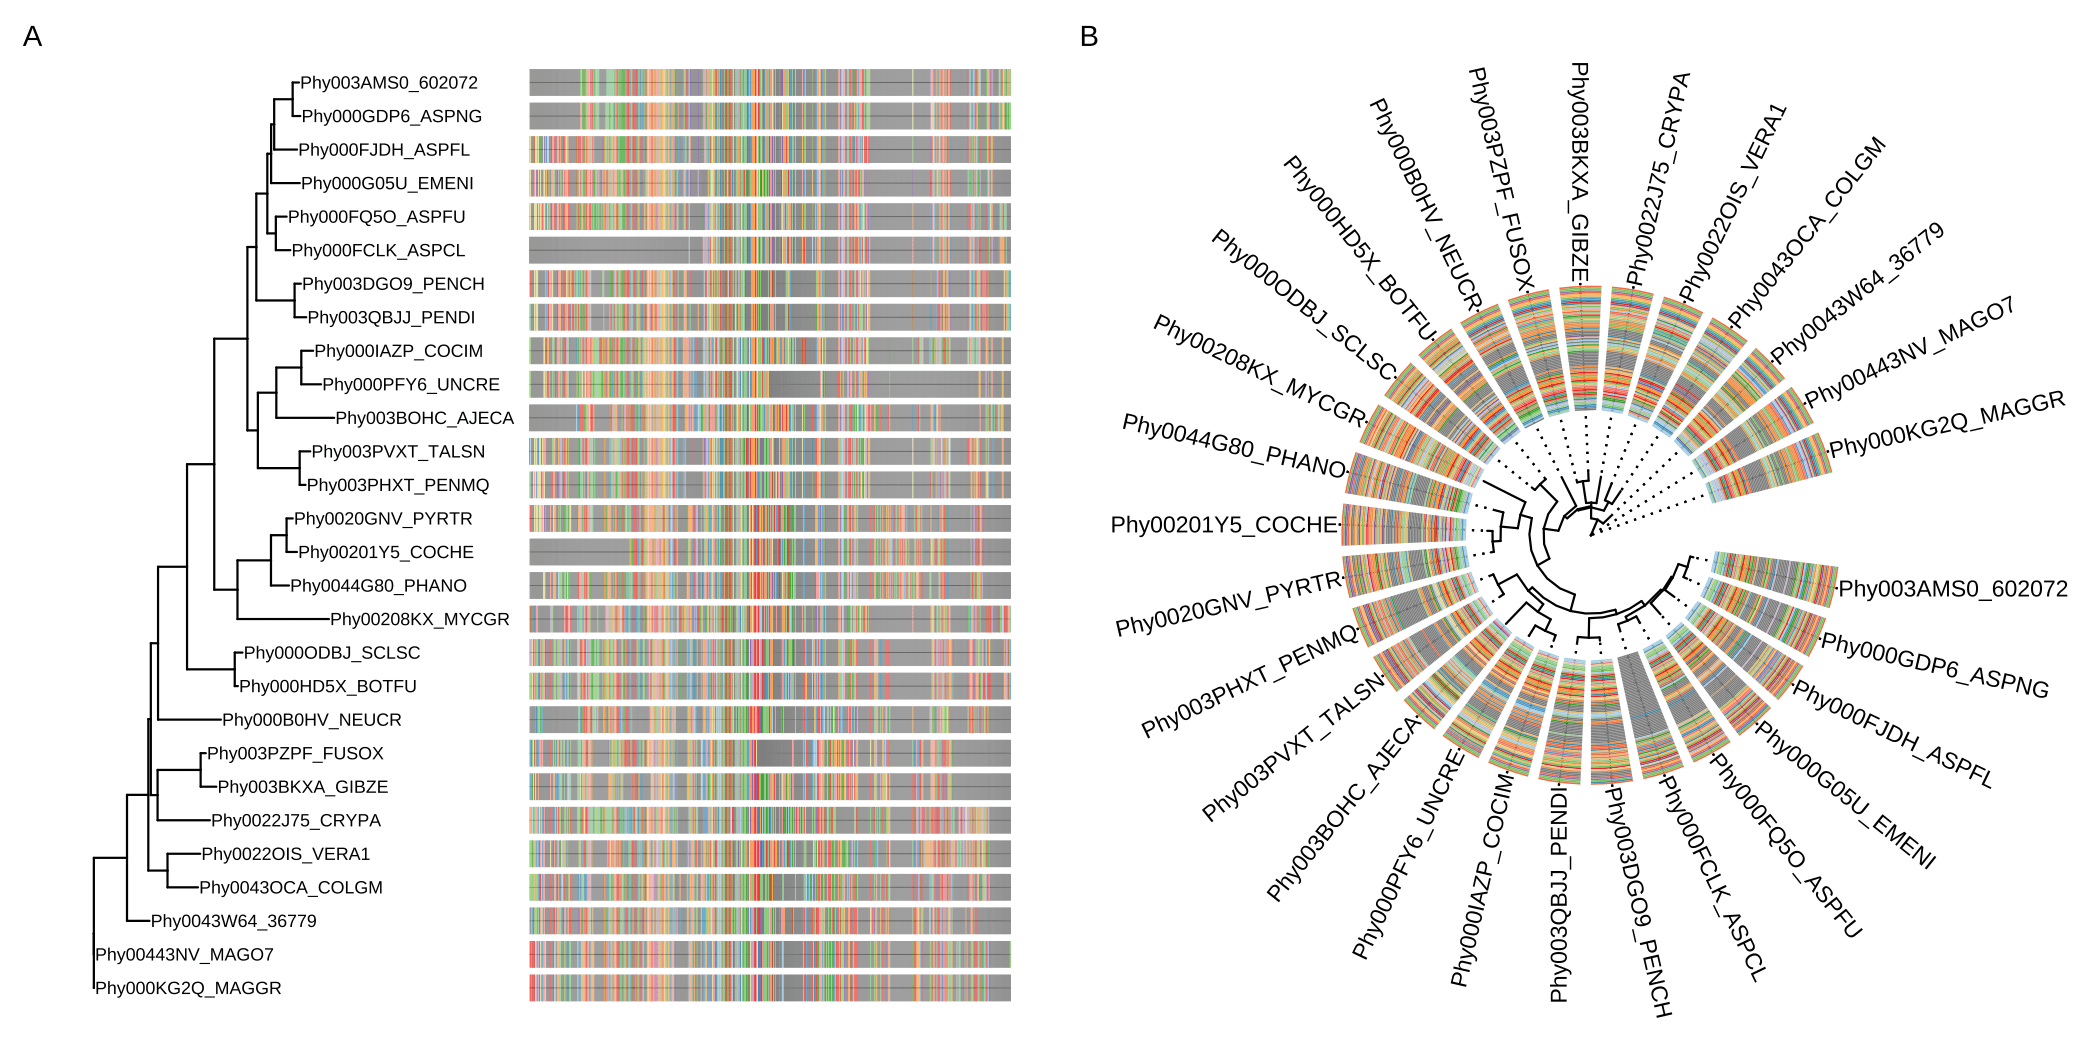 A
Phy003AMS0_602072
Phy000GDP6_ASPNG
Phy000FJDH_ASPFL
Phy000G05U_EMENI
Phy000FQ5O_ASPFU
Phy000FCLK_ASPCL
Phy003DGO9_PENCH
Phy003QBJJ_PENDI
Phy000IAZP_COCIM
Phy000PFY6_UNCRE
Phy003BOHC_AJECA
Phy003PVXT_TALSN
Phy003PHXT_PENMQ
Phy0020GNV_PYRTR
Phy00201Y5_COCHE
Phy0044G80_PHANO
Phy00208KX_MYCGR
Phy000ODBJ_SCLSC
Phy000HD5X_BOTFU
Phy000B0HV_NEUCR
Phy003PZPF_FUSOX
Phy003BKXA_GIBZE
Phy0022J75_CRYPA
Phy0022OIS_VERA1
Phy0043OCA_COLGM
Phy0043W64_36779
Phy00443NV_MAGO7
Phy000KG2Q_MAGGR
B
Phy003AMS0_602072
Phy000GDP6_ASPNG
Phy000FJDH_ASPFL
Phy000G05U_EMENI
Phy000FQ5O_ASPFU
Phy000FCLK_ASPCL
Phy003DGO9_PENCH
Phy003QBJJ_PENDI
Phy000IAZP_COCIM
Phy000PFY6_UNCRE
Phy003BOHC_AJECA
Phy003PVXT_TALSN
Phy003PHXT_PENMQ
Phy0020GNV_PYRTR
Phy00201Y5_COCHE
Phy0044G80_PHANO
Phy00208KX_MYCGR
Phy000ODBJ_SCLSC
Phy000HD5X_BOTFU
Phy000B0HV_NEUCR
Phy003PZPF_FUSOX
Phy003BKXA_GIBZE
Phy0022J75_CRYPA
Phy0022OIS_VERA1
Phy0043OCA_COLGM
Phy0043W64_36779
Phy00443NV_MAGO7
Phy000KG2Q_MAGGR